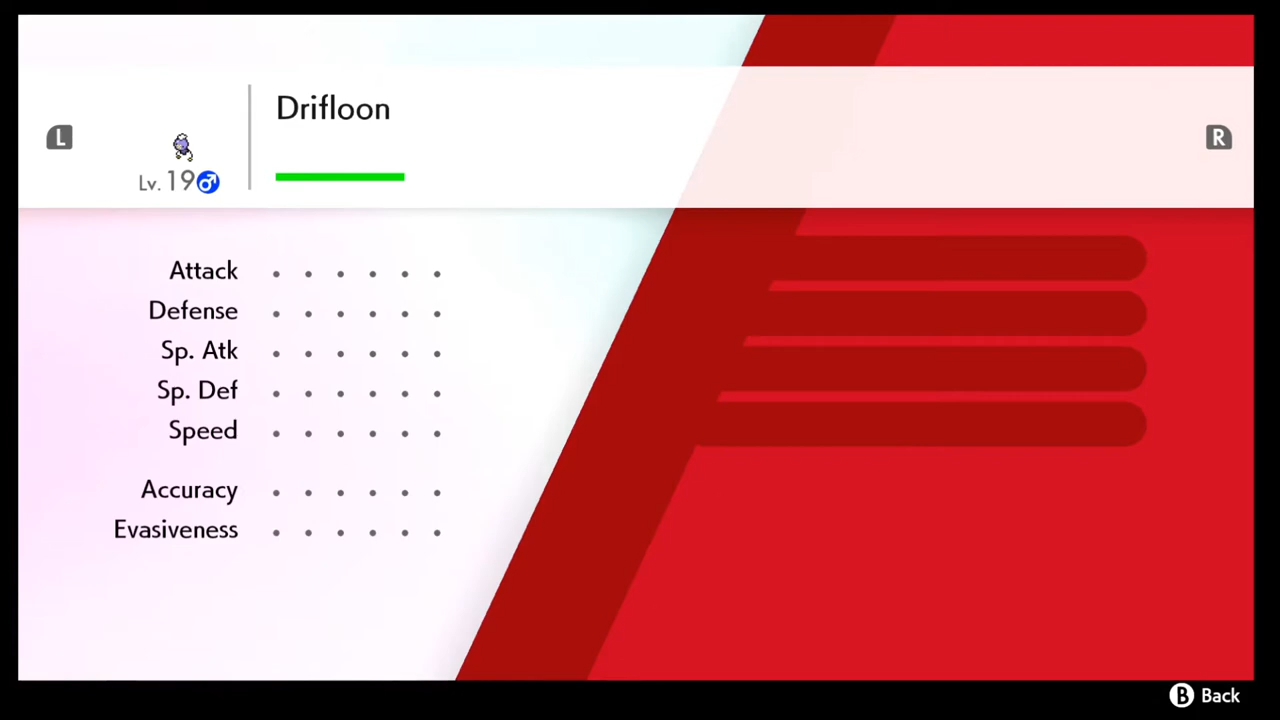 L
Drifloon
R
Lv. 19♂
Attack
Defense
Sp. Atk
Sp. Def
Speed
Accuracy
Evasiveness
B Back